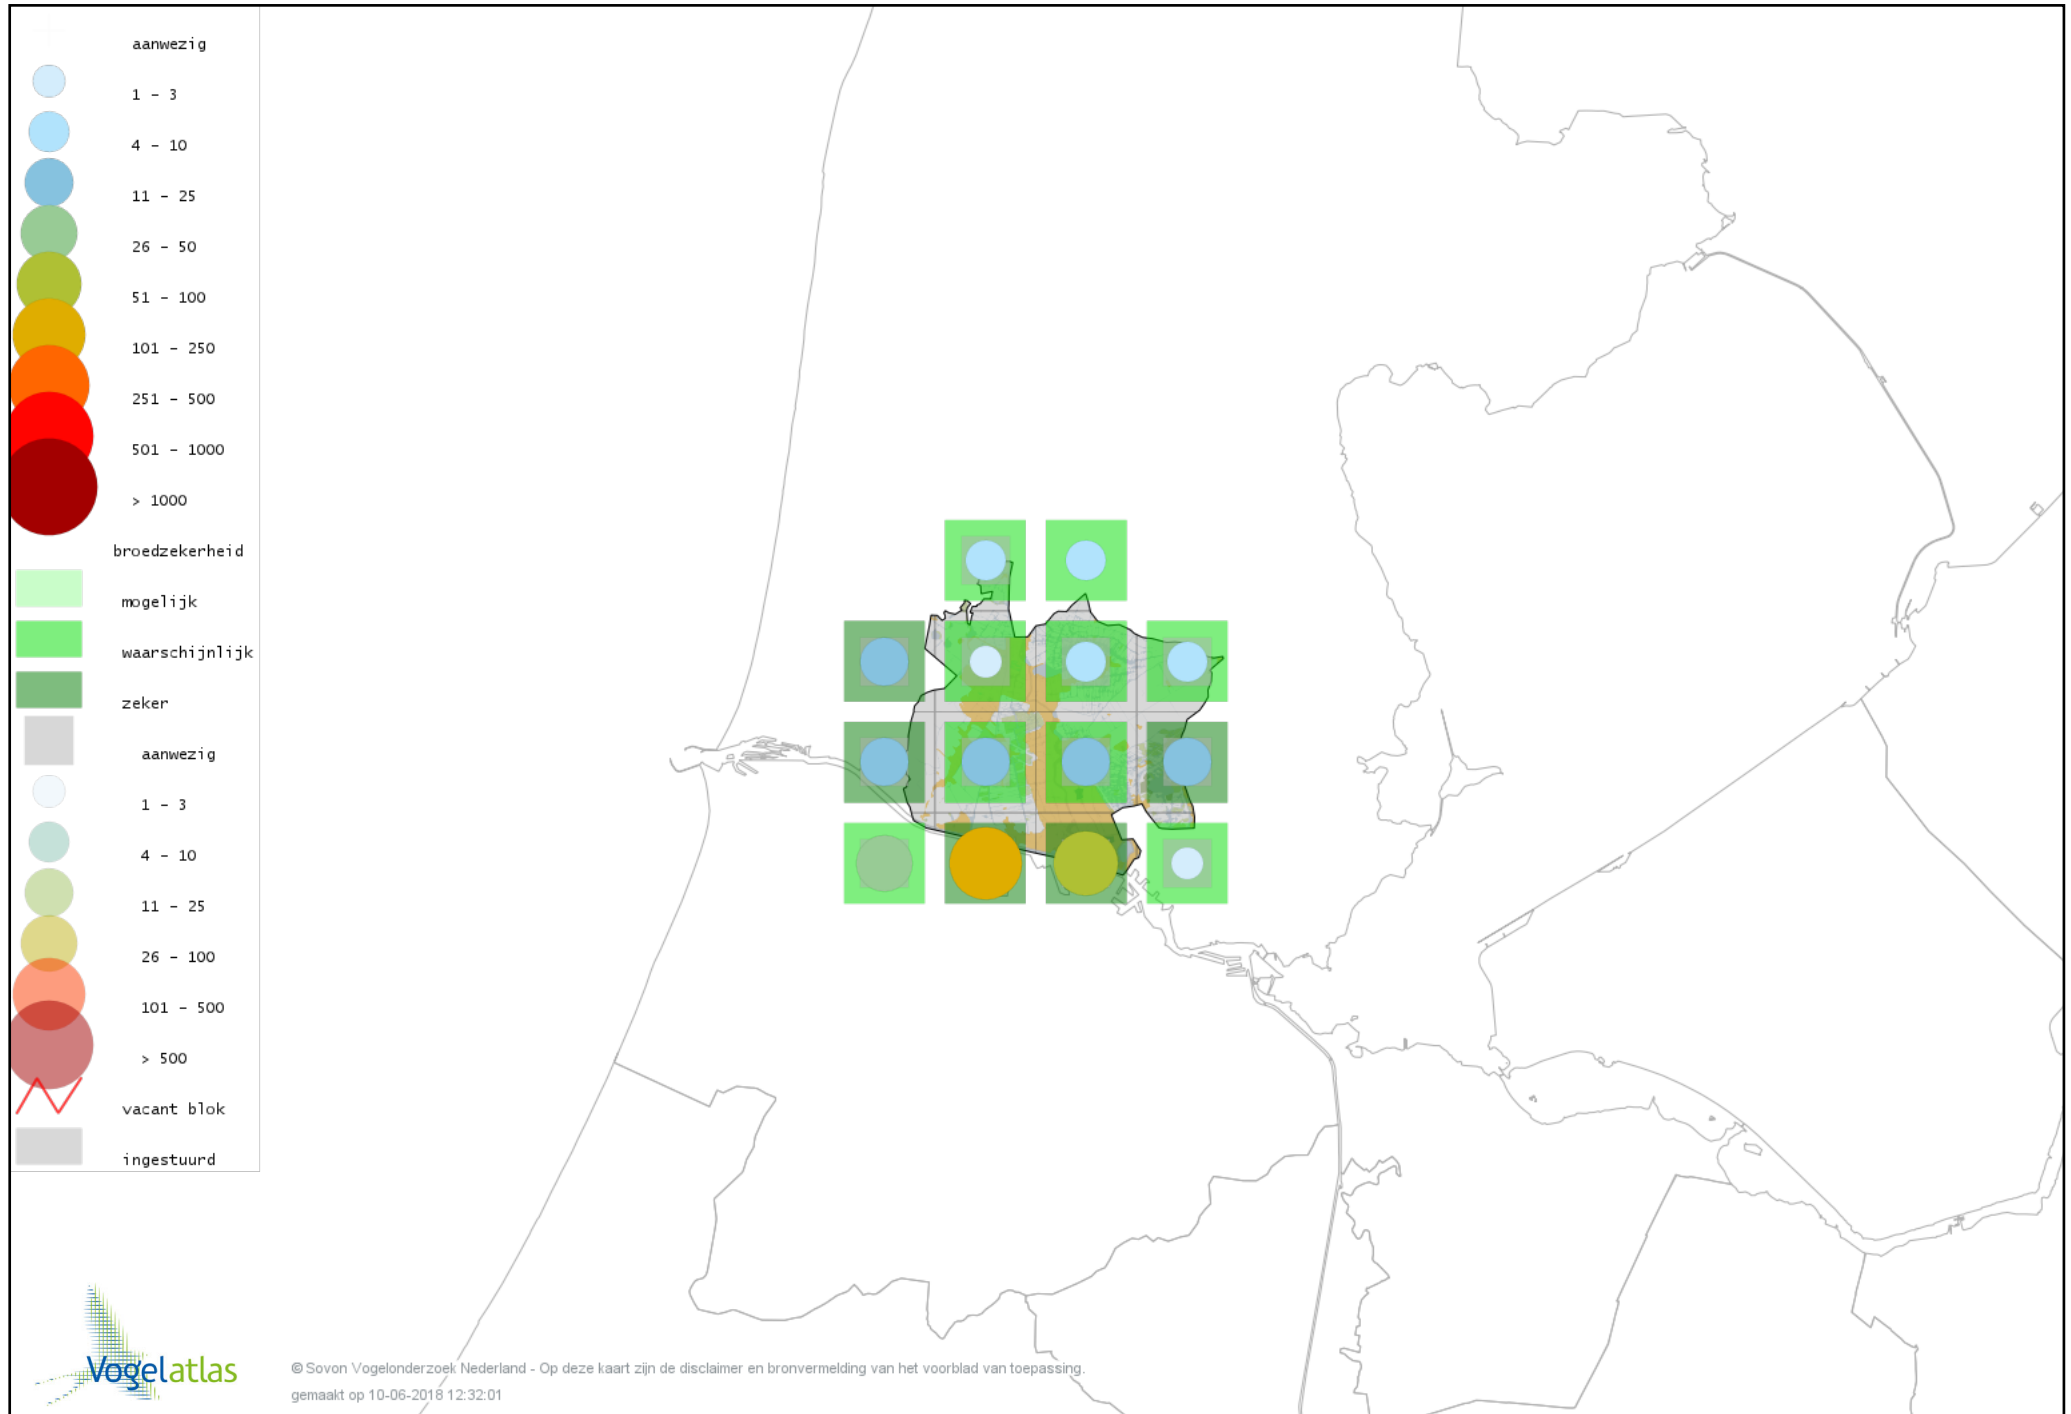 aanwezig
1 - 3
4 - 10
11 - 25
26 - 50
51 - 100
101 - 250
251 - 500
501 - 1000
> 1000
broedzekerheid
mogelijk
waarschijnlijk
zeker
aanwezig
1 - 3
4 - 10
11 - 25
26 - 100
101 - 500
> 500
vacant blok
ingestuurd
Vogelatlas
© Sovon Vogelonderzoek Nederland - Op deze kaart zijn de disclaimer en bronvermelding van het voorblad van toepassing.
gemaakt op 10-06-2018 12:32:01